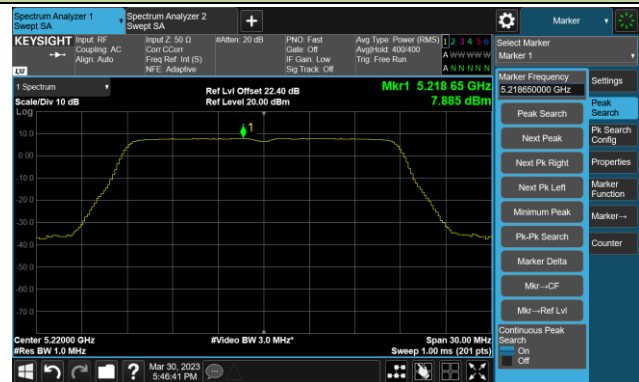 Spectrum Analyzer 1
Swept SA
Spectrum Analyzer 2
Swept SA
+
Marker
KEYSIGHT
Input: RF
Coupling: AC
Align: Auto
Input Z: 50 Ω
Corr CCorr
Freq Ref: Int (S)
NFE: Adaptive
#Atten: 20 dB
PNO: Fast
Gate: Off
IF Gain: Low
Sig Track: Off
Avg Type: Power (RMS)
Avg|Hold: 400/400
Trig: Free Run
1 2 3 4 5 6
A W W W W W
A N N N N N
LXI
Select Marker
Marker 1
1 Spectrum
Scale/Div 10 dB
Log
Ref Lvl Offset 22.40 dB
Ref Level 20.00 dBm
Mkr1 5.218 65 GHz
7.885 dBm
10.0
0.00
-10.0
-20.0
-30.0
-40.0
-50.0
-60.0
-70.0
1
Center 5.22000 GHz
#Res BW 1.0 MHz
#Video BW 3.0 MHz*
Span 30.00 MHz
Sweep 1.00 ms (201 pts)
Marker Frequency
5.218650000 GHz
Peak Search
Next Peak
Next Pk Right
Next Pk Left
Minimum Peak
Pk-Pk Search
Marker Delta
Mkr→CF
Mkr→Ref Lvl
Continuous Peak
Search
On
Off
Settings
Peak
Search
Pk Search
Config
Properties
Marker
Function
Marker→
Counter
?
Mar 30, 2023
5:46:41 PM